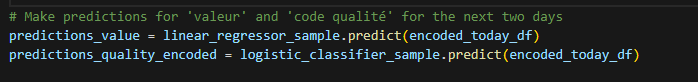 # Make predictions for 'valeur' and 'code qualité' for the next two days
predictions_value = linear_regressor_sample.predict(encoded_today_df)
predictions_quality_encoded = logistic_classifier_sample.predict(encoded_today_df)